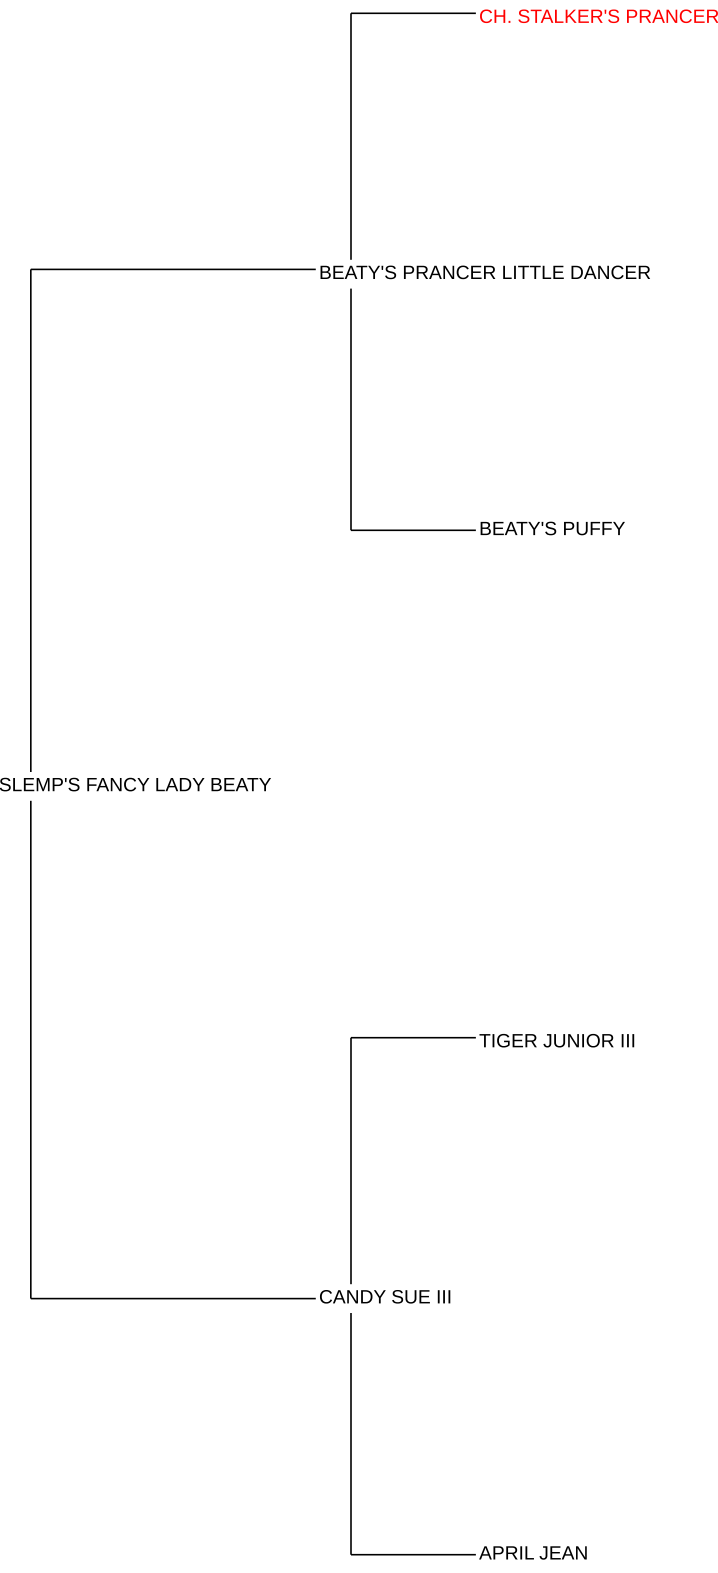 CH. STALKER'S PRANCER
BEATY'S PRANCER LITTLE DANCER
BEATY'S PUFFY
SLEMP'S FANCY LADY BEATY
TIGER JUNIOR III
CANDY SUE III
APRIL JEAN